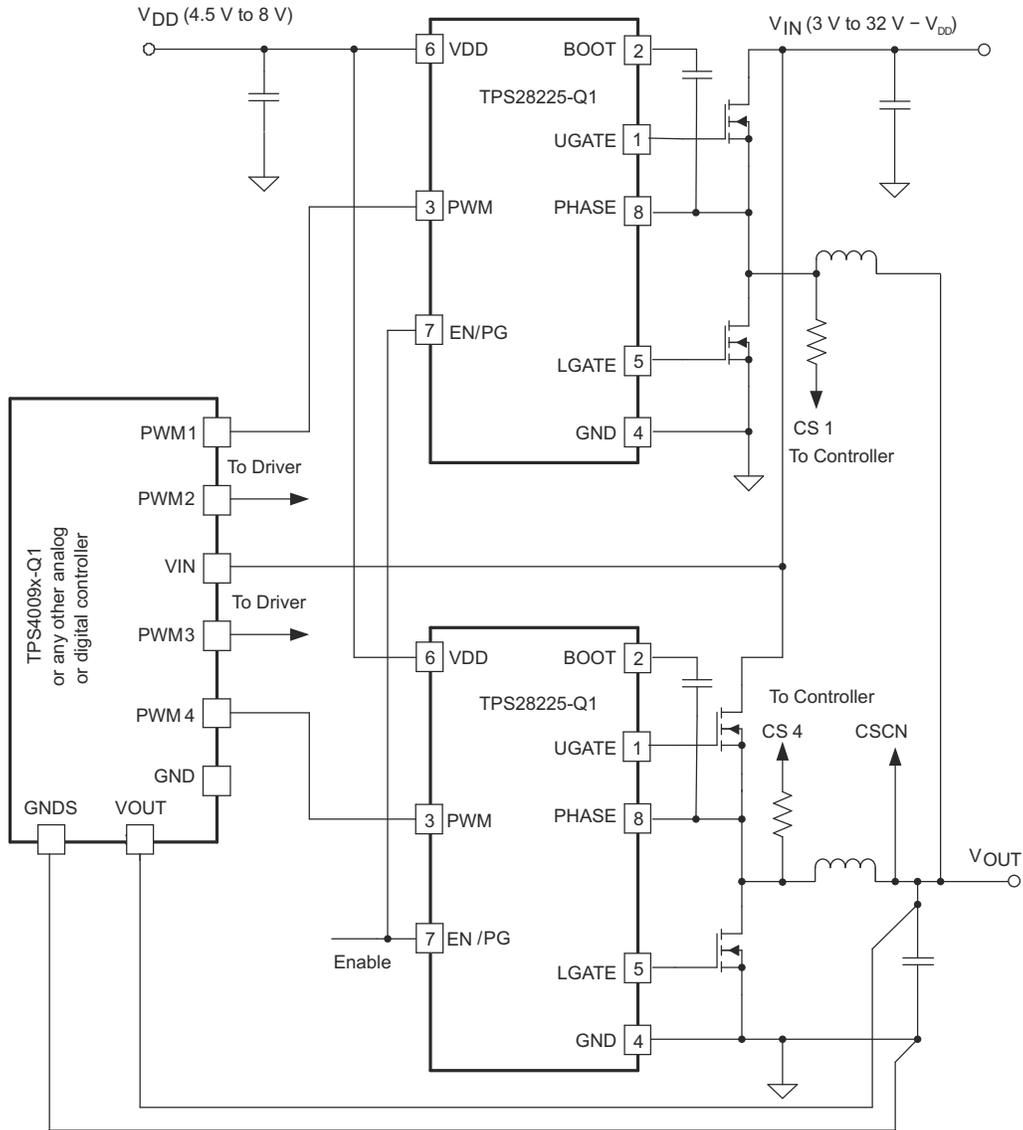 VDD (4.5 V to 8 V)
VIN (3 V to 32 V − VDD)
6 VDD
BOOT 2
TPS28225-Q1
UGATE 1
3 PWM
PHASE 8
7 EN/PG
LGATE 5
GND 4
CS 1
To Controller
TPS4009x-Q1
or any other analog
or digital controller
PWM1
To Driver
PWM2
VIN
To Driver
PWM3
PWM 4
GND
GNDS
VOUT
6 VDD
BOOT 2
TPS28225-Q1
UGATE 1
3 PWM
PHASE 8
7 EN /PG
Enable
LGATE 5
GND 4
To Controller
CS 4
CSCN
VOUT